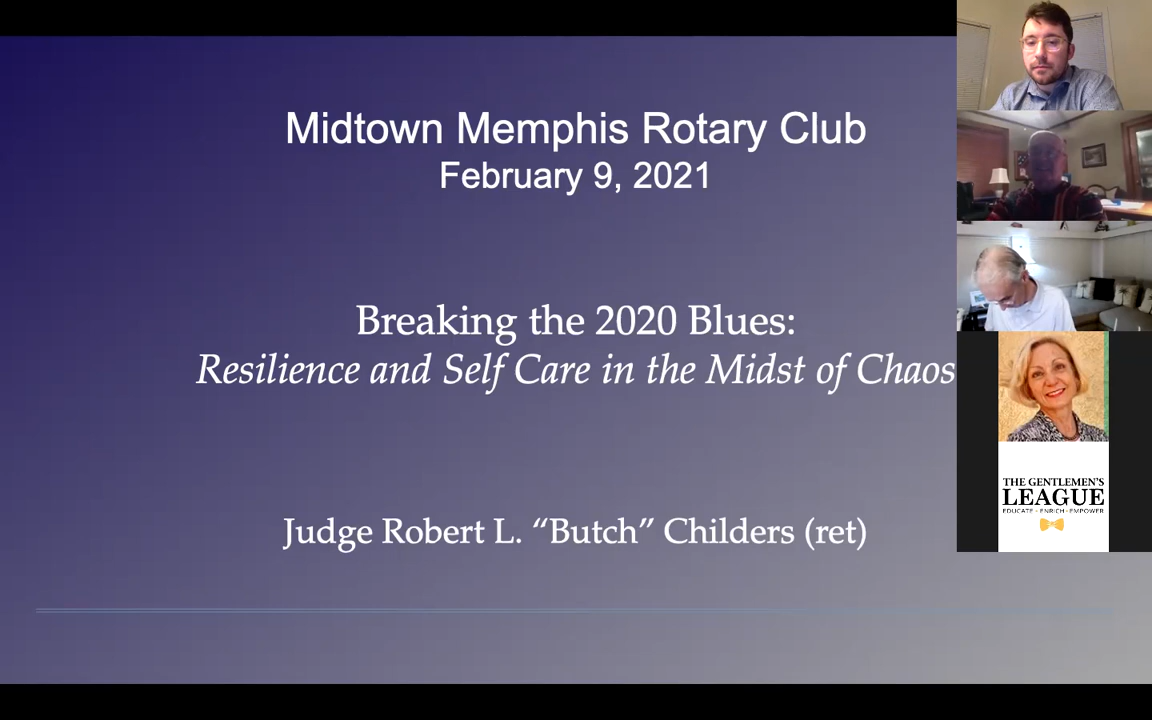 Midtown Memphis Rotary Club
February 9, 2021
Breaking the 2020 Blues:
Resilience and Self Care in the Midst of Chaos
Judge Robert L. “Butch” Childers (ret)
THE GENTLEMEN'S
LEAGUE
EDUCATE - ENRICH - EMPOWER